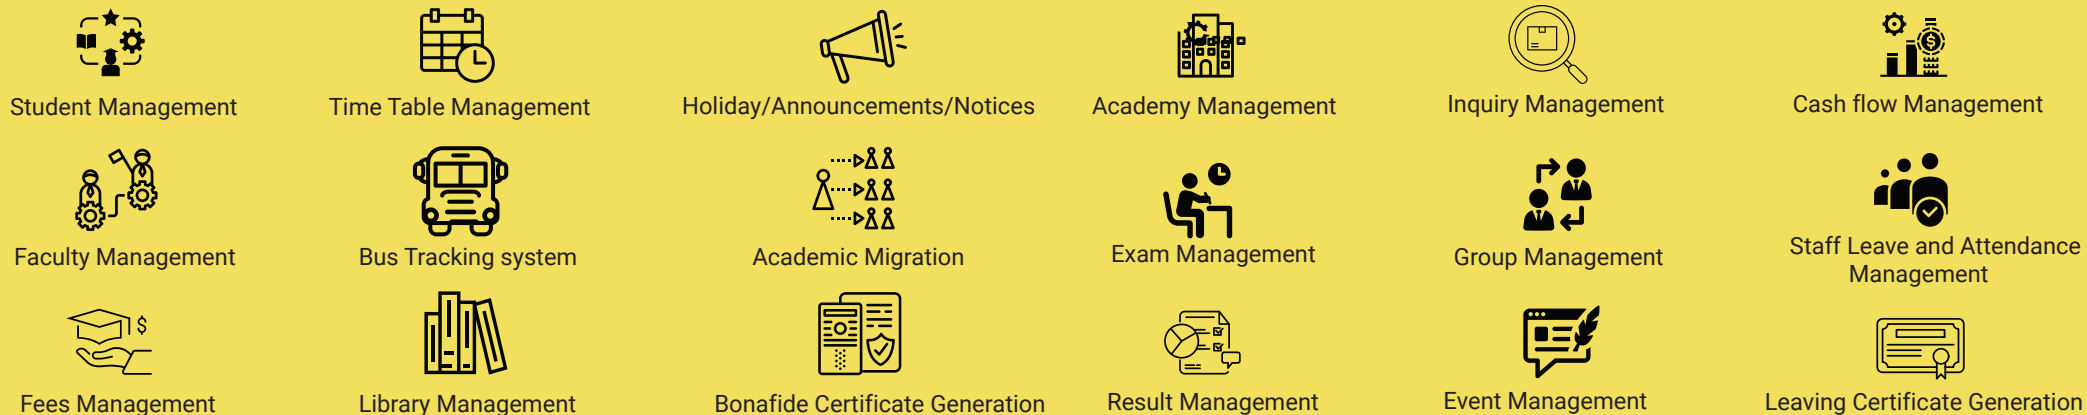 Student Management
Time Table Management
Holiday/Announcements/Notices
Academy Management
Inquiry Management
Cash flow Management
Faculty Management
Bus Tracking system
Academic Migration
Exam Management
Group Management
Staff Leave and Attendance
Management
Fees Management
Library Management
Bonafide Certificate Generation
Result Management
Event Management
Leaving Certificate Generation